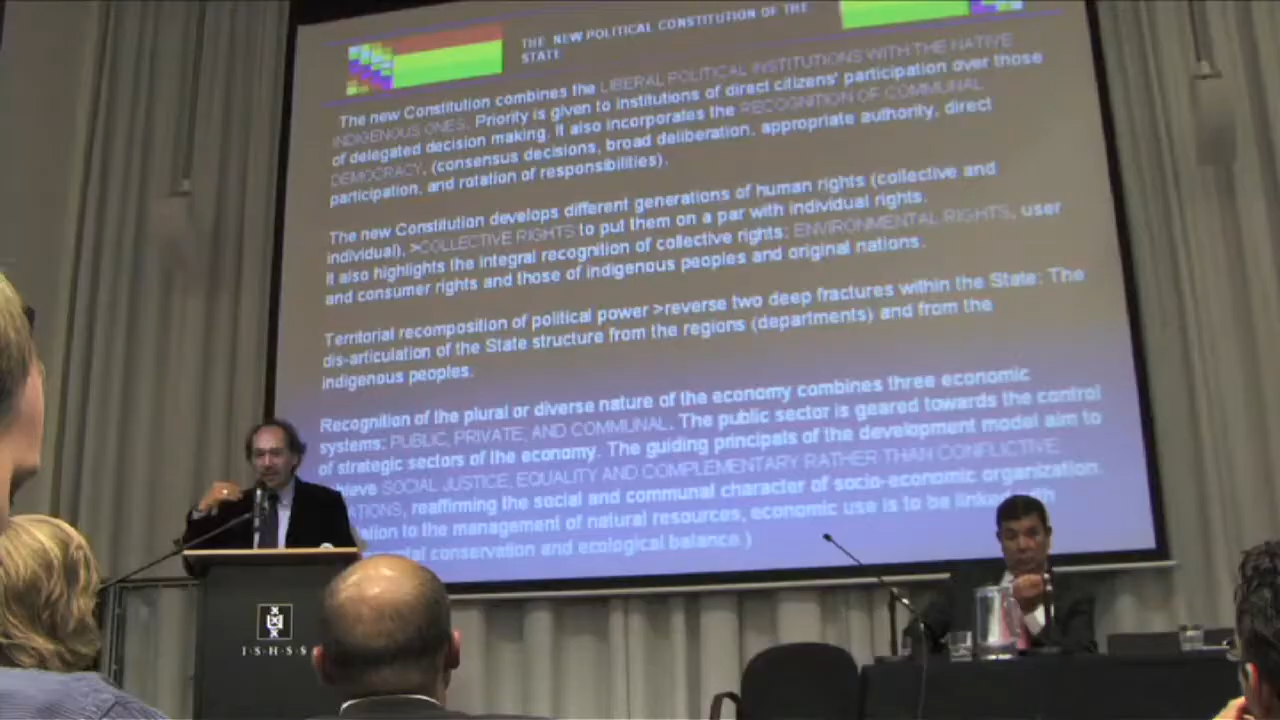 THE NEW POLITICAL CONSTITUTION OF THE
STATE
The new Constitution combines the LIBERAL POLITICAL INSTITUTIONS WITH THE NATIVE
INDIGENOUS ONES. Priority is given to institutions of direct citizens' participation over those
of delegated decision making. It also incorporates the RECOGNITION OF COMMUNAL
DEMOCRACY, (consensus decisions, broad deliberation, appropriate authority, direct
participation, and rotation of responsibilities).
The new Constitution develops different generations of human rights (collective and
individual), >COLLECTIVE RIGHTS to put them on a par with individual rights.
It also highlights the integral recognition of collective rights: ENVIRONMENTAL RIGHTS, user
and consumer rights and those of indigenous peoples and original nations.
Territorial recomposition of political power >reverse two deep fractures within the State: The
dis-articulation of the State structure from the regions (departments) and from the
indigenous peoples.
Recognition of the plural or diverse nature of the economy combines three economic
systems: PUBLIC, PRIVATE, AND COMMUNAL. The public sector is geared towards the control
of strategic sectors of the economy. The guiding principals of the development model aim to
hieve SOCIAL JUSTICE, EQUALITY AND COMPLEMENTARY RATHER THAN CONFLICTIVE
ATIONS, reaffirming the social and communal character of socio-economic organization.
lation to the management of natural resources, economic use is to be linked with
tal conservation and ecological balance.)
I·S·H·S·S